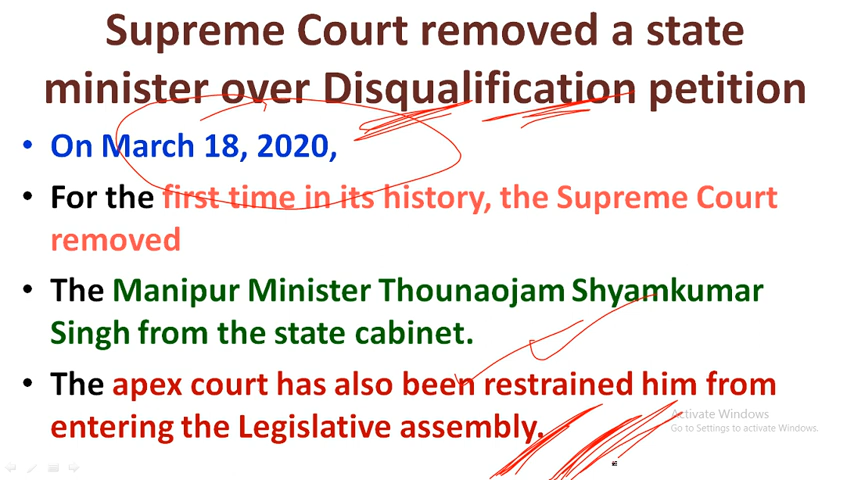 Supreme Court removed a state
minister over Disqualification petition
• On March 18, 2020,
• For the first time in its history, the Supreme Court
removed
• The Manipur Minister Thounaojam Shyamkumar
Singh from the state cabinet.
• The apex court has also been restrained him from
entering the Legislative assembly.
Activate Windows
Go to Settings to activate Windows.